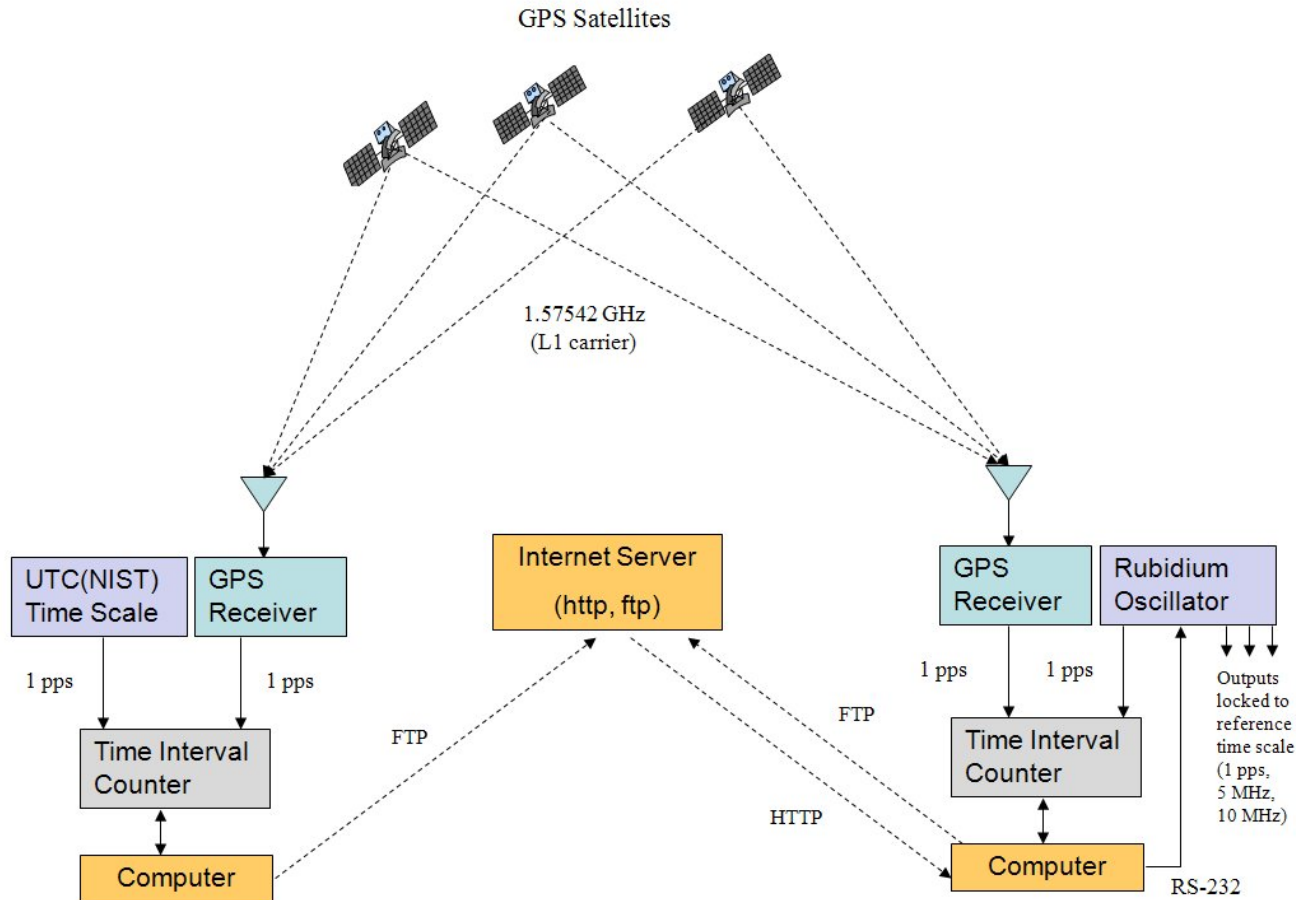 GPS Satellites
1.57542 GHz
(L1 carrier)
UTC(NIST)
Time Scale
GPS
Receiver
Internet Server
(http, ftp)
GPS
Receiver
Rubidium
Oscillator
1 pps
1 pps
1 pps
1 pps
Outputs
locked to
reference
time scale
(1 pps,
5 MHz,
10 MHz)
FTP
FTP
Time Interval
Counter
Time Interval
Counter
HTTP
Computer
Computer
RS-232